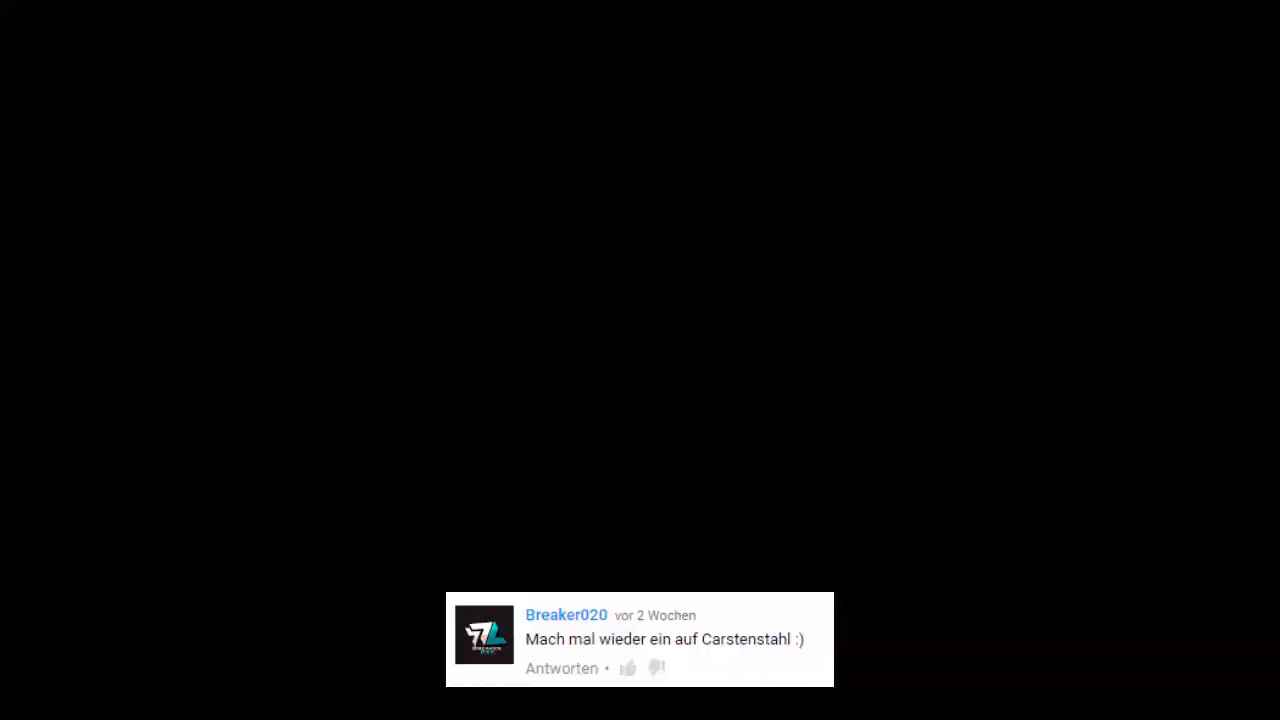 Breaker020 vor 2 Wochen
Mach mal wieder ein auf Carstenstahl :)
Antworten •